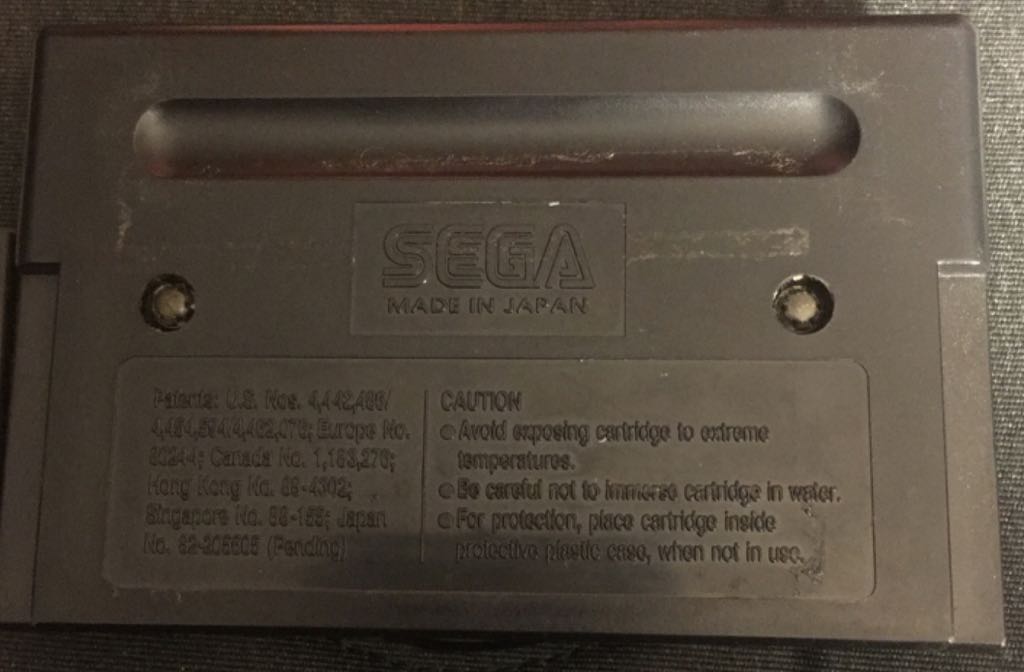 SEGA
MADE IN JAPAN
Patents: U.S. Nos. 4,442,486/
4,454,594/4,462,076; Europe No.
80244; Canada No. 1,183,276;
Hong Kong No. 88-4302;
Singapore No. 88-155; Japan
No. 82-205605 (Pending)
CAUTION
● Avoid exposing cartridge to extreme
temperatures.
● Be careful not to immerse cartridge in water.
● For protection, place cartridge inside
protective plastic case, when not in use.